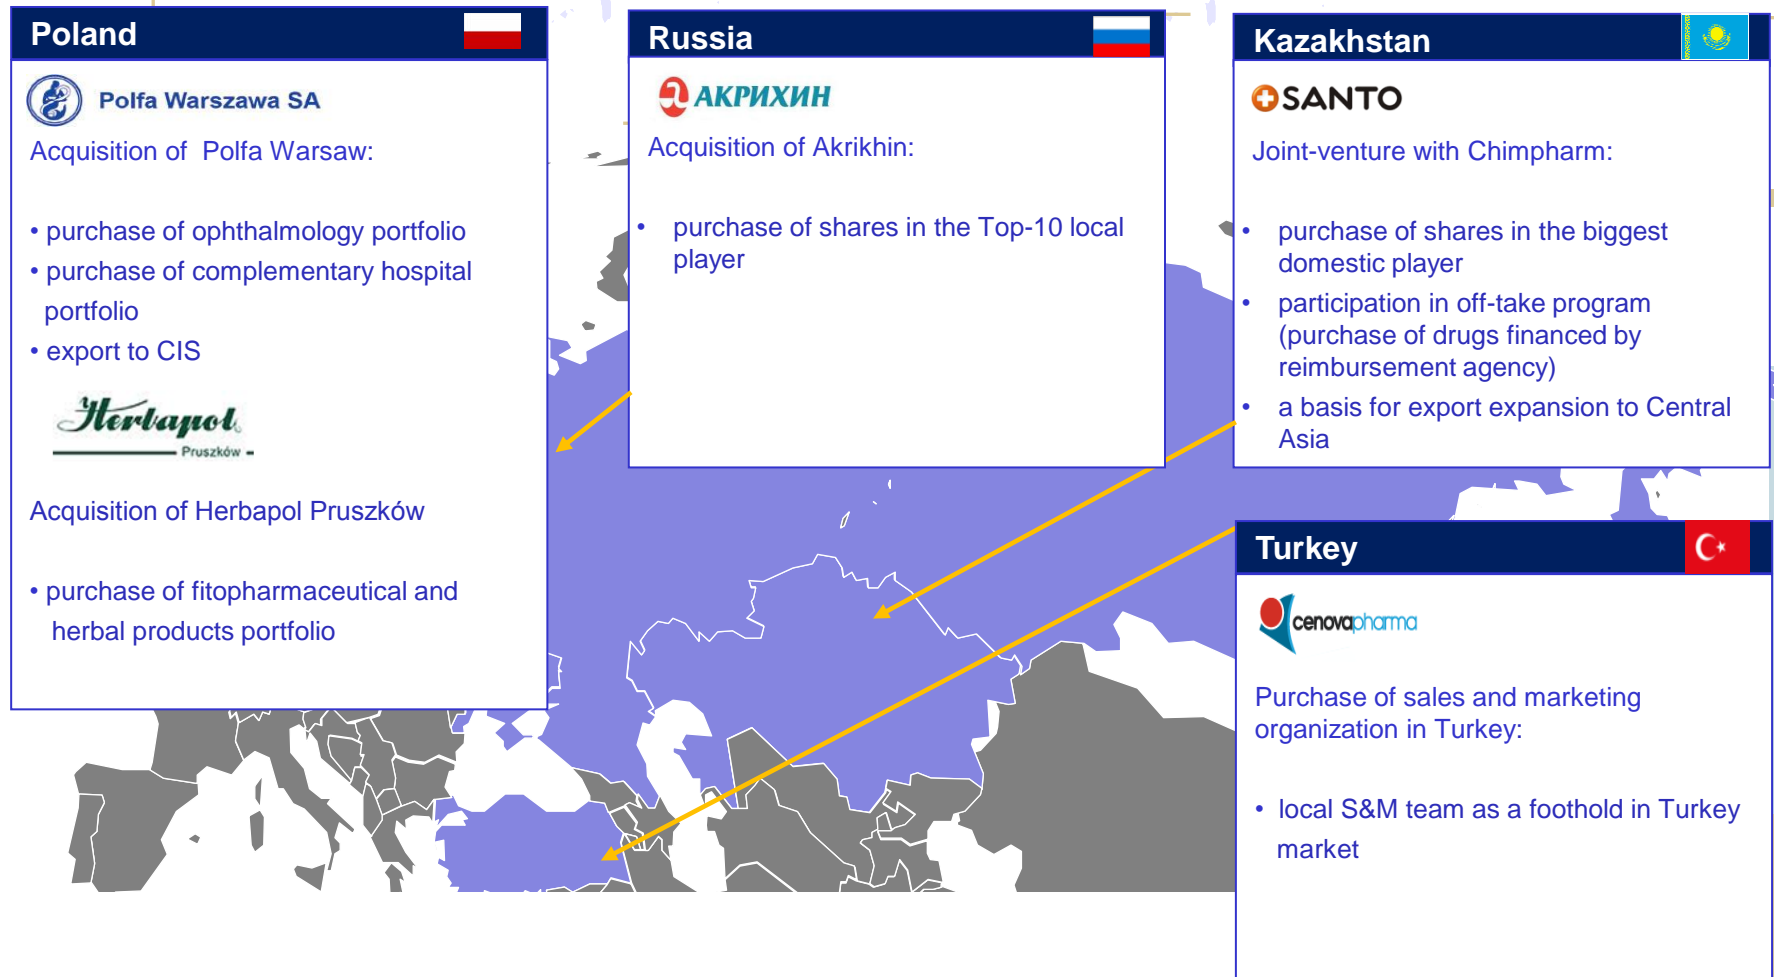 Poland
Polfa Warszawa SA
Acquisition of Polfa Warsaw:
• purchase of ophthalmology portfolio
• purchase of complementary hospital
portfolio
• export to CIS
Herbapol
Pruszków
Acquisition of Herbapol Pruszków
• purchase of fitopharmaceutical and
herbal products portfolio
Russia
АКРИХИН
Acquisition of Akrikhin:
• purchase of shares in the Top-10 local
player
Kazakhstan
SANTO
Joint-venture with Chimpharm:
• purchase of shares in the biggest
domestic player
• participation in off-take program
(purchase of drugs financed by
reimbursement agency)
• a basis for export expansion to Central
Asia
Turkey
cenovapharma
Purchase of sales and marketing
organization in Turkey:
• local S&M team as a foothold in Turkey
market